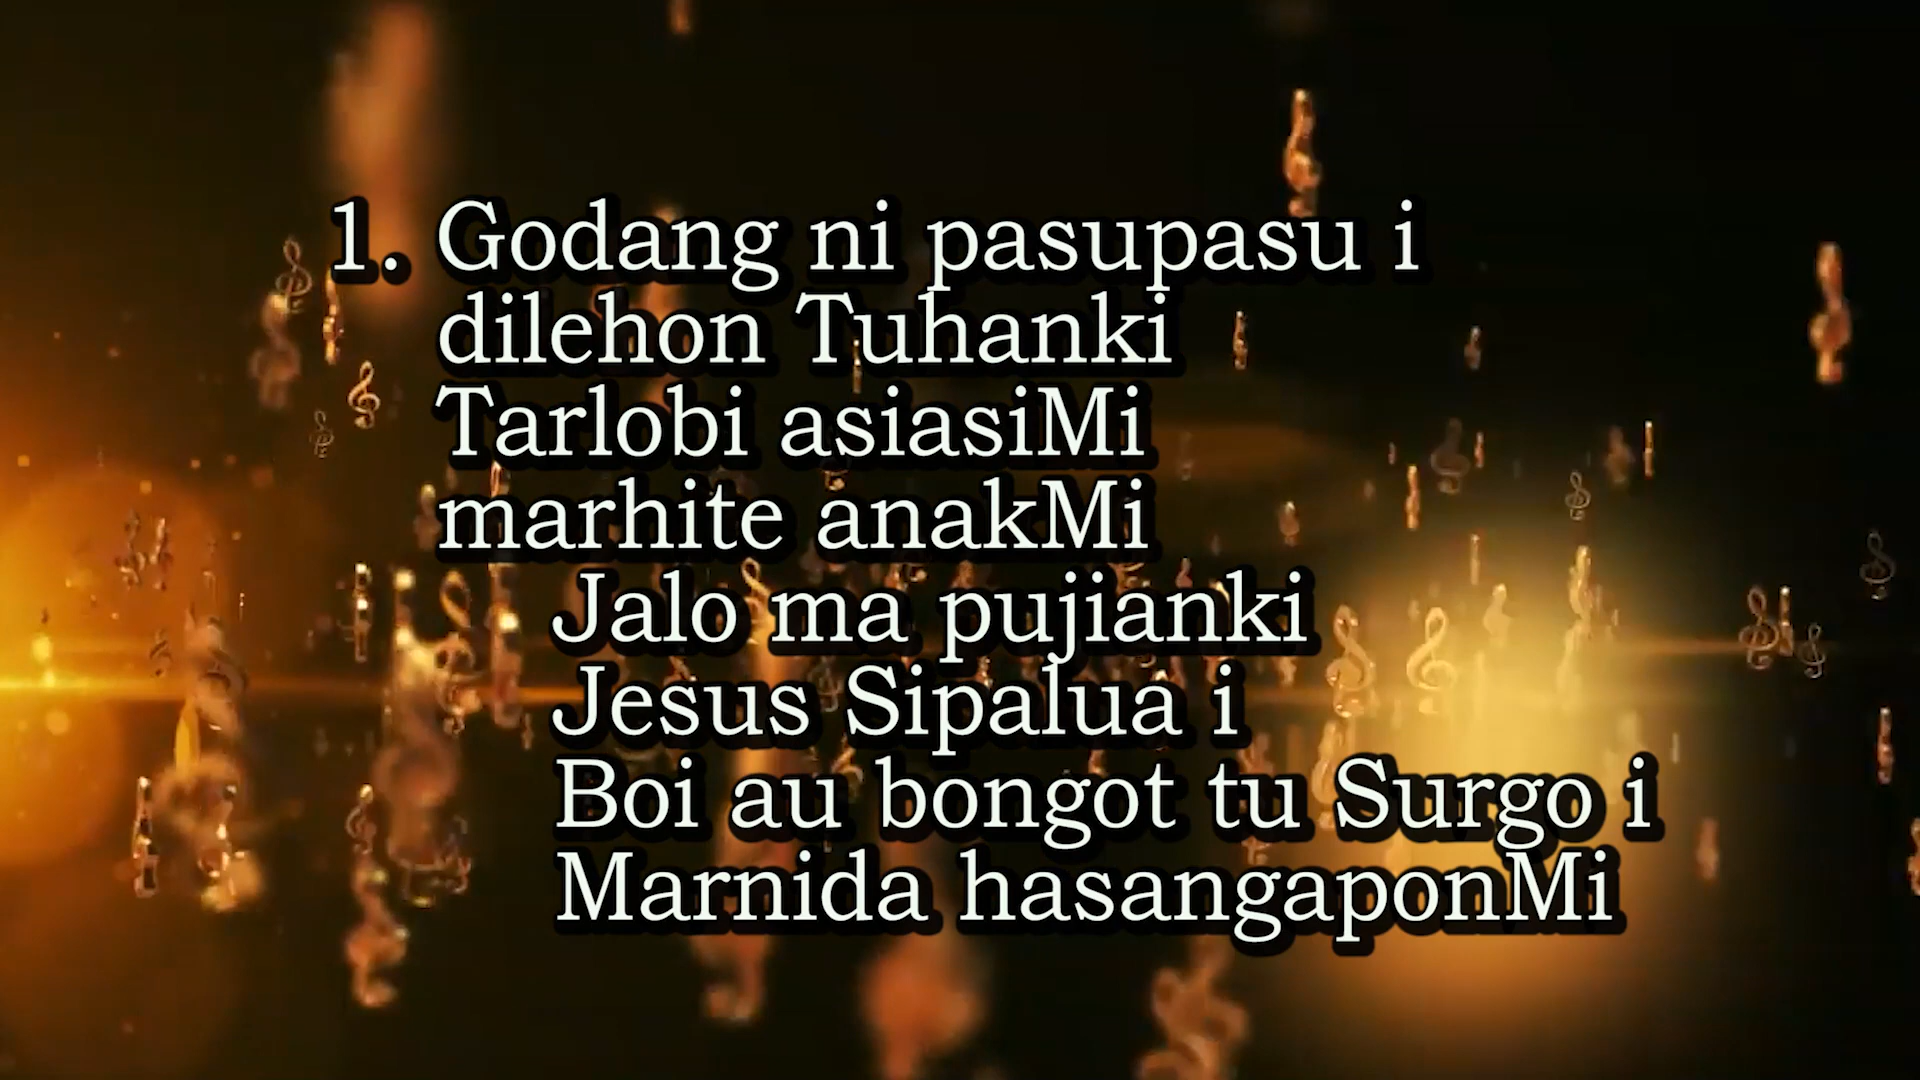 1. Godang ni pasupasu i
dilehon Tuhanki
Tarlobi asiasiMi
marhite anakMi
Jalo ma pujianki
Jesus Sipalua i
Boi au bongot tu Surgo i
Marnida hasangaponMi